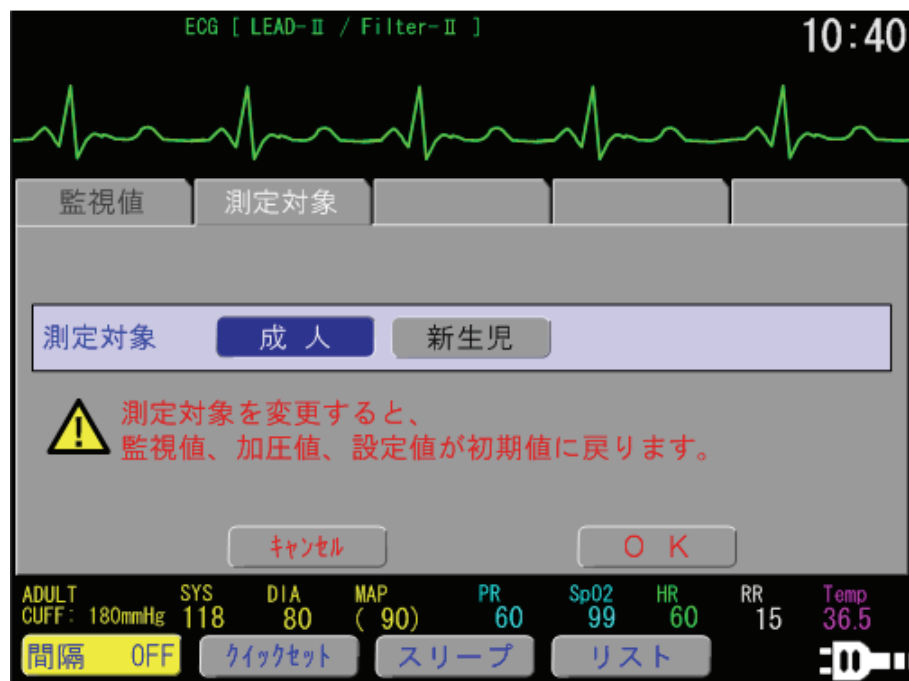 ECG [ LEAD-Ⅱ / Filter-Ⅱ ]
10:40
監視値
測定対象
測定対象 成 人 新生児
測定対象を変更すると、
監視値、加圧値、設定値が初期値に戻ります。
キャンセル O K
ADULT SYS DIA MAP PR SpO2 HR RR Temp
CUFF: 180mmHg 118 80 ( 90) 60 99 60 15 36.5
間隔 OFF クイックセット スリープ リスト